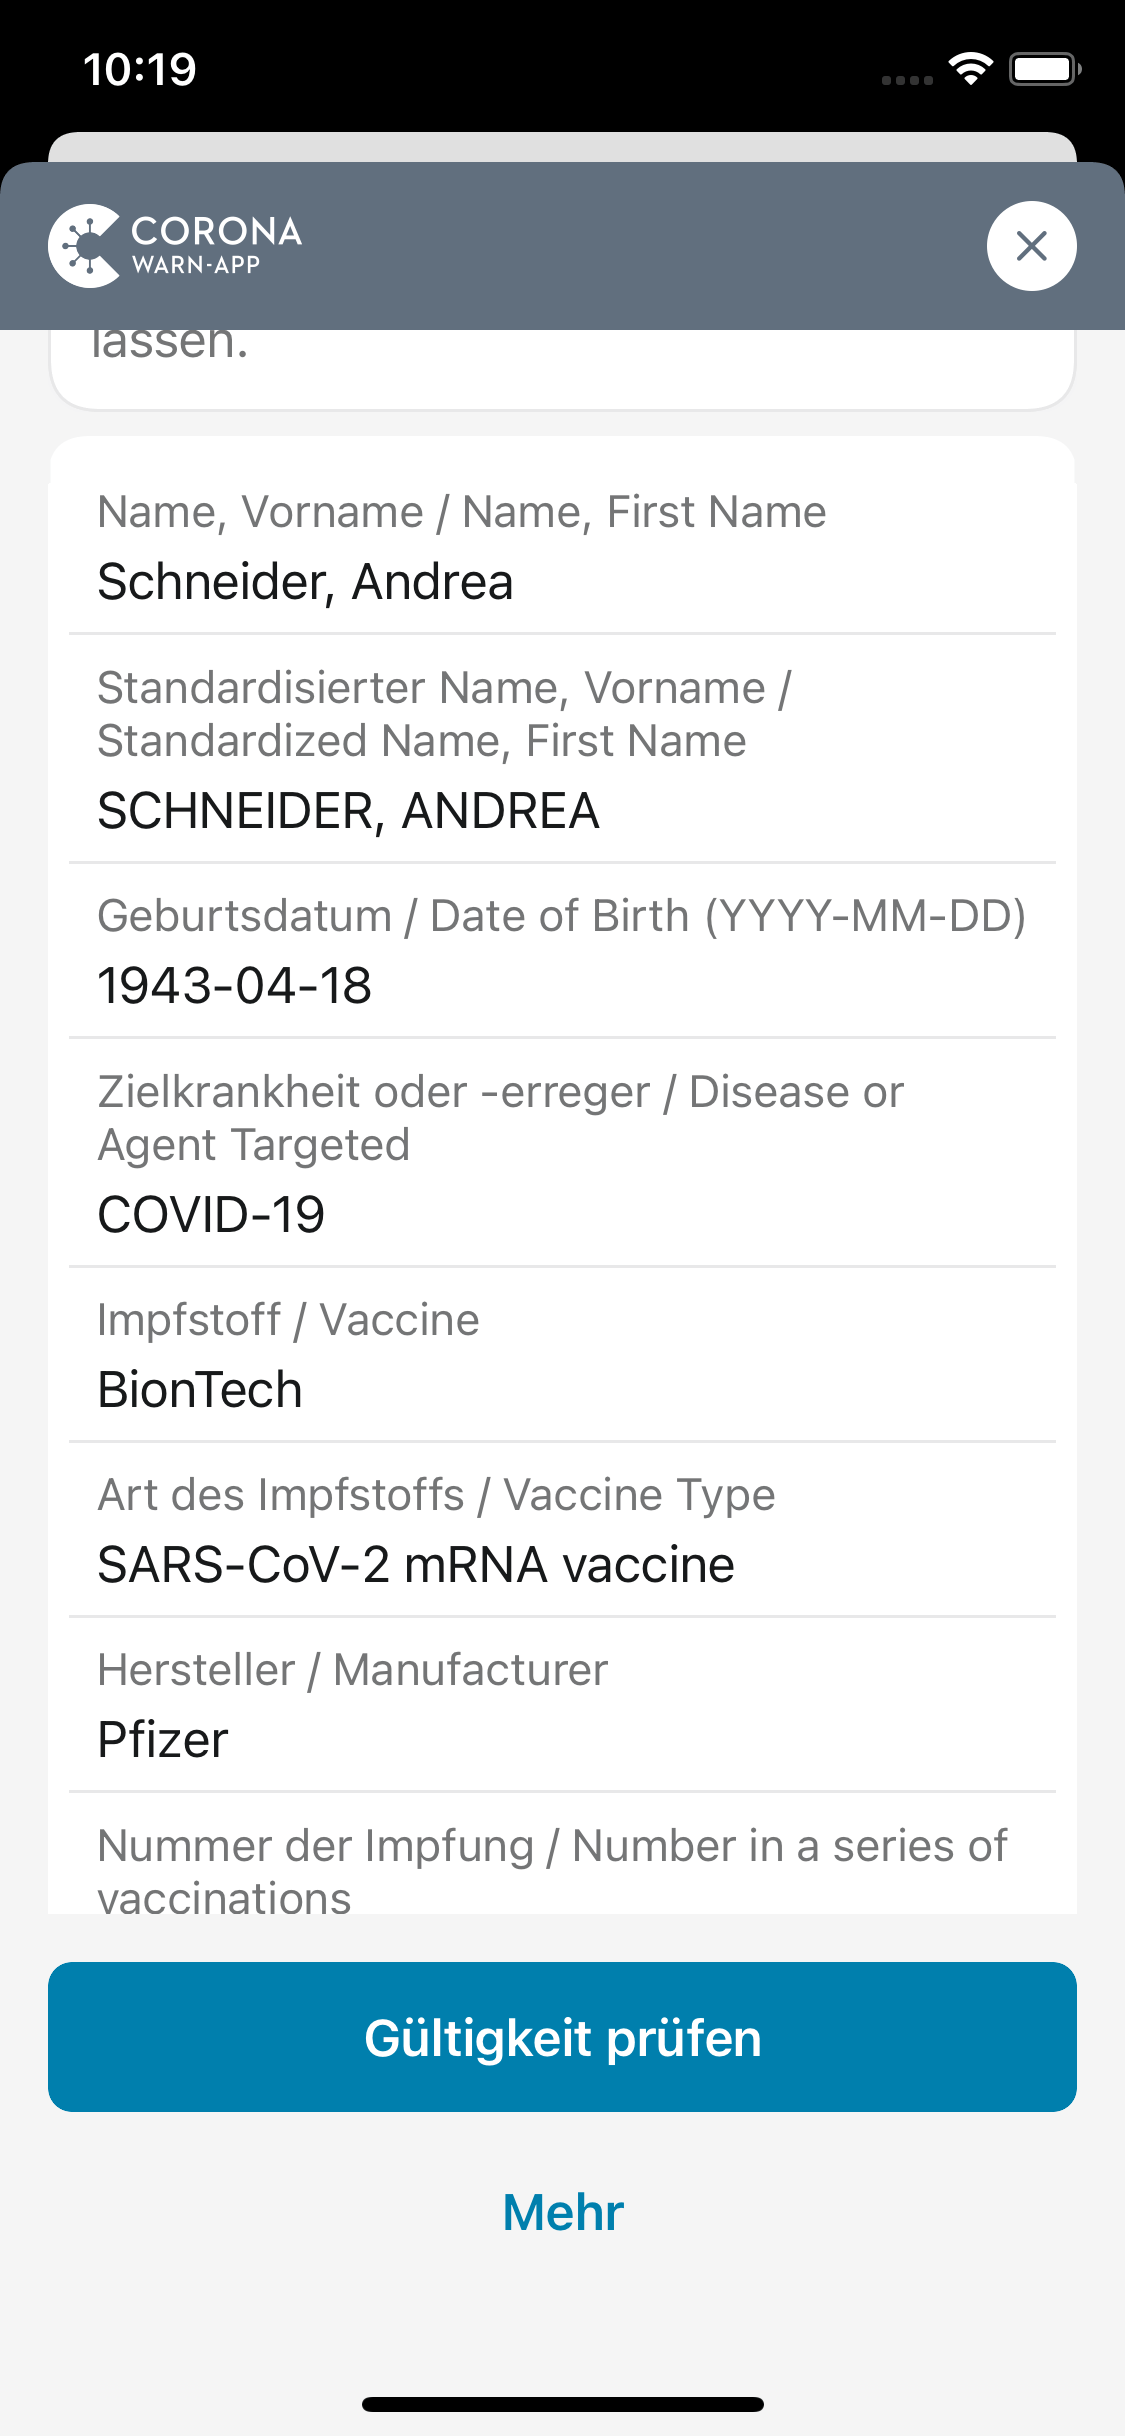 10:19
CORONA
WARN-APP
lassen.
Name, Vorname / Name, First Name
Schneider, Andrea
Standardisierter Name, Vorname /
Standardized Name, First Name
SCHNEIDER, ANDREA
Geburtsdatum / Date of Birth (YYYY-MM-DD)
1943-04-18
Zielkrankheit oder -erreger / Disease or
Agent Targeted
COVID-19
Impfstoff / Vaccine
BionTech
Art des Impfstoffs / Vaccine Type
SARS-CoV-2 mRNA vaccine
Hersteller / Manufacturer
Pfizer
Nummer der Impfung / Number in a series of
vaccinations
Gültigkeit prüfen
Mehr